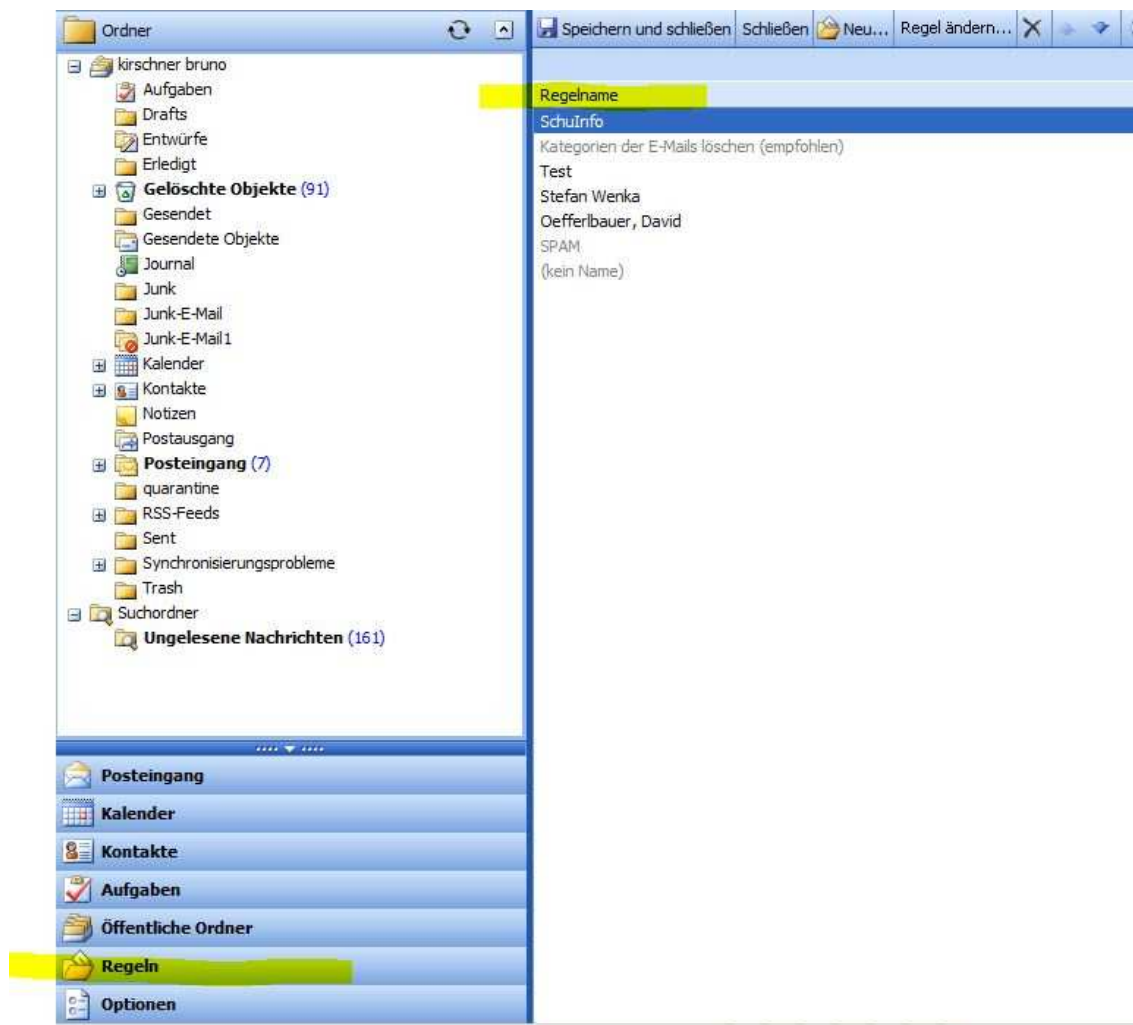 Ordner
kirschner bruno
Aufgaben
Drafts
Entwürfe
Erledigt
Gelöschte Objekte (91)
Gesendet
Gesendete Objekte
Journal
Junk
Junk-E-Mail
Junk-E-Mail1
Kalender
Kontakte
Notizen
Postausgang
Posteingang (7)
quarantine
RSS-Feeds
Sent
Synchronisierungsprobleme
Trash
Suchordner
Ungelesene Nachrichten (161)
Posteingang
Kalender
Kontakte
Aufgaben
Öffentliche Ordner
Regeln
Optionen
Speichern und schließen Schließen Neu... Regel ändern...
Regelname
SchuInfo
Kategorien der E-Mails löschen (empfohlen)
Test
Stefan Wenka
Oefferlbauer, David
SPAM
(kein Name)